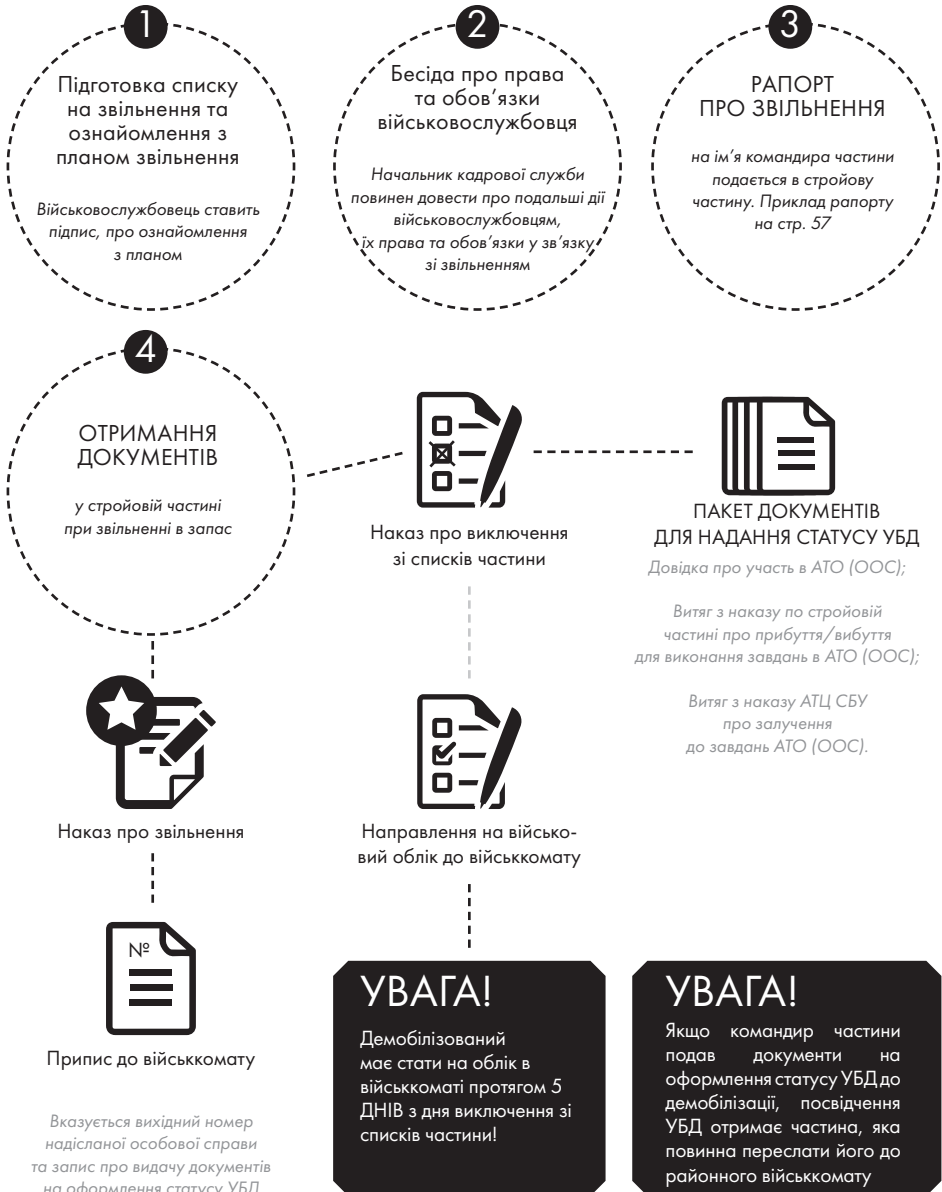 1
Підготовка списку
на звільнення та
ознайомлення з
планом звільнення
Військовослужбовець ставить
підпис, про ознайомлення
з планом
2
Бесіда про права
та обов’язки
військовослужбовця
Начальник кадрової служби
повинен довести про подальші дії
військовослужбовцям,
їх права та обов’язки у зв’язку
зі звільненням
3
РАПОРТ
ПРО ЗВІЛЬНЕННЯ
на ім’я командира частини
подається в стройову
частину. Приклад рапорту
на стр. 57
4
ОТРИМАННЯ
ДОКУМЕНТІВ
у стройовій частині
при звільненні в запас
Наказ про виключення
зі списків частини
ПАКЕТ ДОКУМЕНТІВ
ДЛЯ НАДАННЯ СТАТУСУ УБД
Довідка про участь в АТО (ООС);
Витяг з наказу по стройовій
частині про прибуття/вибуття
для виконання завдань в АТО (ООС);
Витяг з наказу АТЦ СБУ
про залучення
до завдань АТО (ООС).
Наказ про звільнення
Направлення на військо-
вий облік до військкомату
№
Припис до військкомату
Вказується вихідний номер
надісланої особової справи
та запис про видачу документів
на оформлення статусу УБД
УВАГА!
Демобілізований
має стати на облік в
військкоматі протягом 5
ДНІВ з дня виключення зі
списків частини!
УВАГА!
Якщо командир частини
подав документи на
оформлення статусу УБД до
демобілізації, посвідчення
УБД отримає частина, яка
повинна переслати його до
районного військкомату